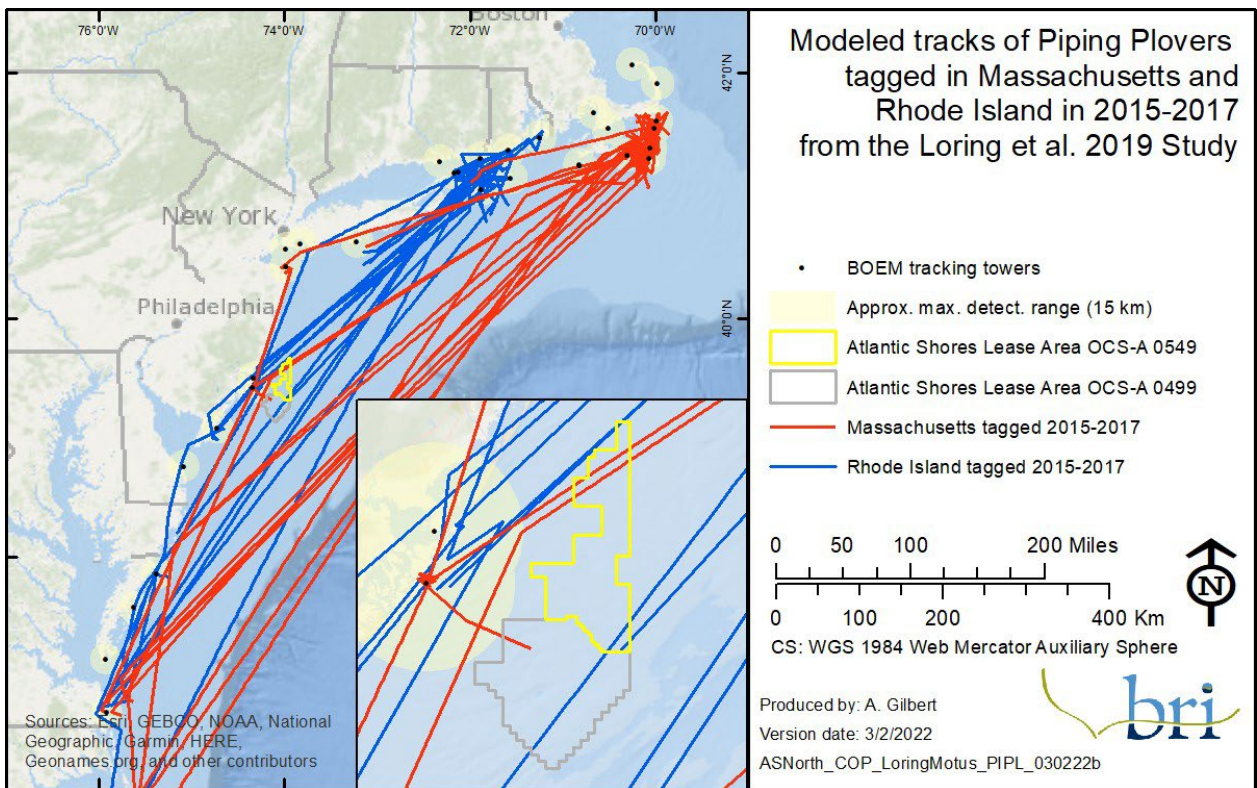 76°0'W
74°0'W
72°0'W
70°0'W
Boston
42°0'N
New York
Philadelphia
40°0'N
Sources: Esri, GEBCO, NOAA, National
Geographic, Garmin, HERE,
Geonames.org, and other contributors
Modeled tracks of Piping Plovers
tagged in Massachusetts and
Rhode Island in 2015-2017
from the Loring et al. 2019 Study
BOEM tracking towers
Approx. max. detect. range (15 km)
Atlantic Shores Lease Area OCS-A 0549
Atlantic Shores Lease Area OCS-A 0499
Massachusetts tagged 2015-2017
Rhode Island tagged 2015-2017
0 50 100 200 Miles
0 100 200 400 Km
N
CS: WGS 1984 Web Mercator Auxiliary Sphere
Produced by: A. Gilbert
Version date: 3/2/2022
ASNorth_COP_LoringMotus_PIPL_030222b
bri